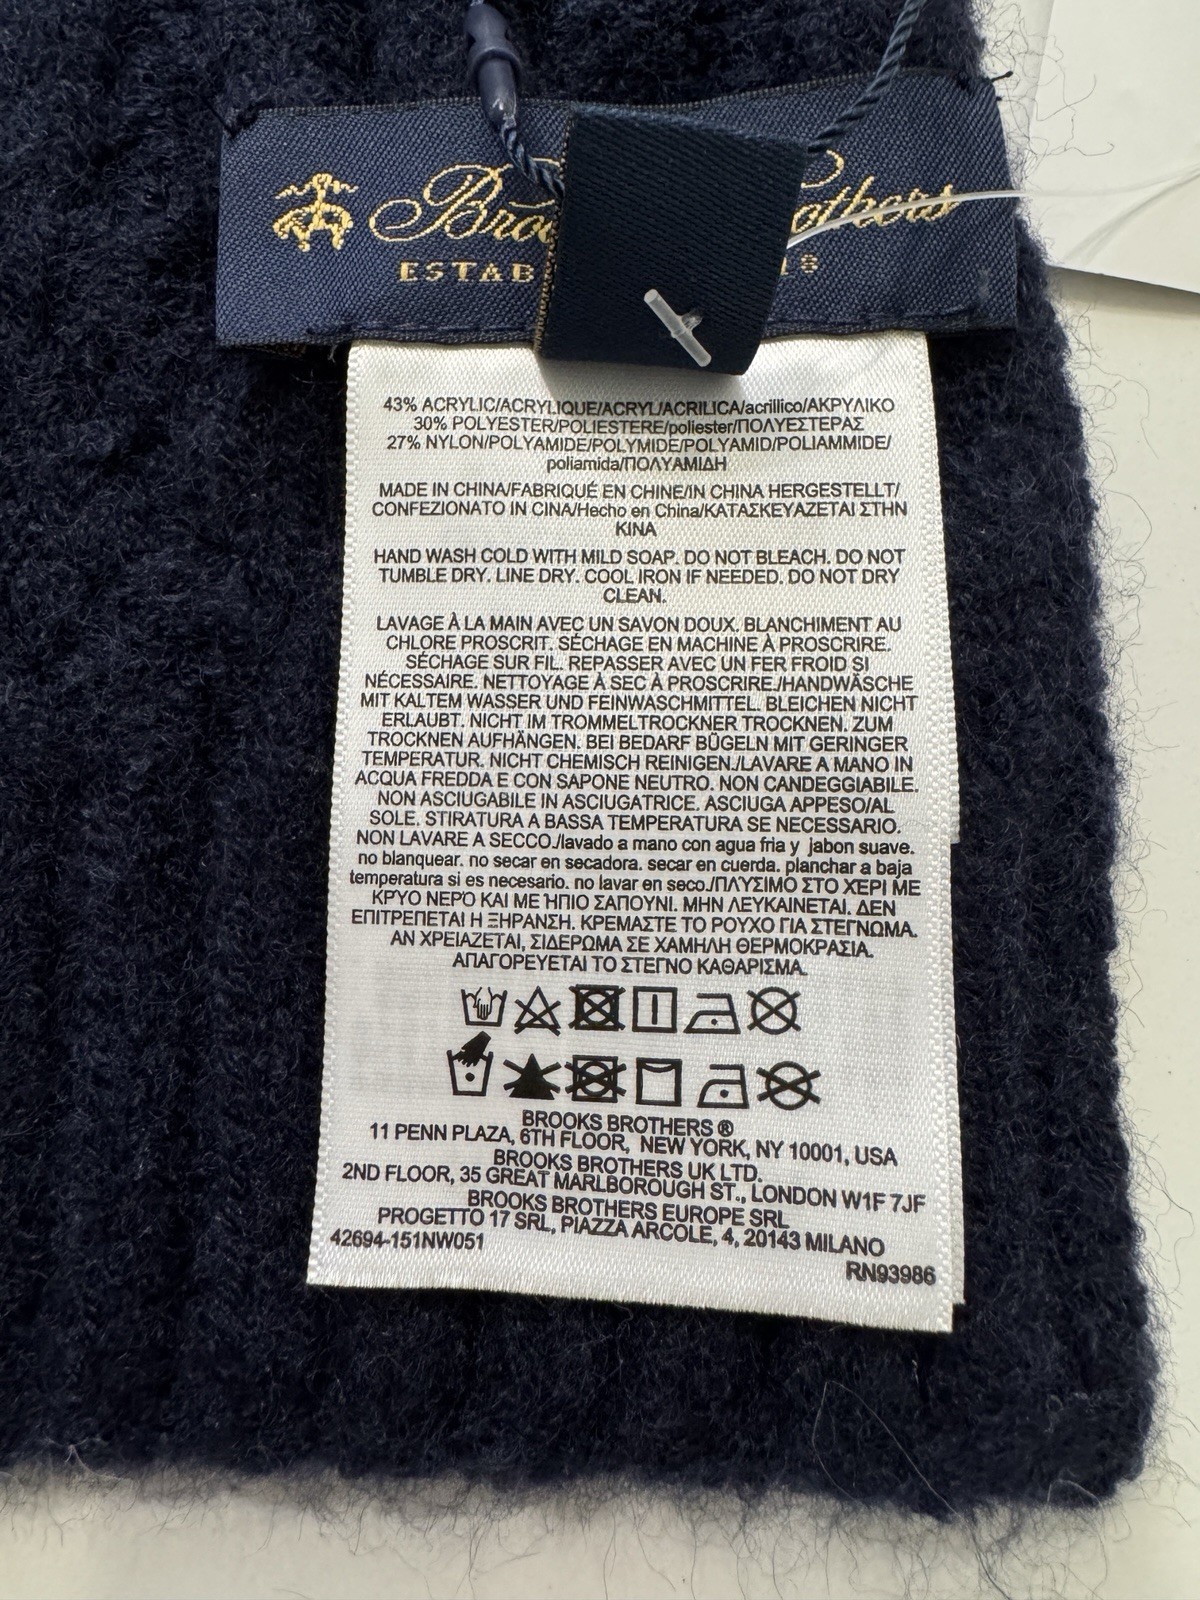 Brothers
43% ACRYLIC/ACRYLIQUE/ACRYL/ACRILICA/acrillico/ΑΚΡΥΛΙΚΟ
30% POLYESTER/POLIESTERE/poliester/ΠΟΛΥΕΣΤΕΡΑΣ
27% NYLON/POLYAMIDE/POLYMIDE/POLYAMID/POLIAMMIDE/
poliamida/ΠΟΛΥΑΜΙΔΗ
MADE IN CHINA/FABRIQUÉ EN CHINE/IN CHINA HERGESTELLT/
CONFEZIONATO IN CINA/Hecho en China/ΚΑΤΑΣΚΕΥΑΖΕΤΑΙ ΣΤΗΝ
ΚΙΝΑ
HAND WASH COLD WITH MILD SOAP. DO NOT BLEACH. DO NOT
TUMBLE DRY. LINE DRY. COOL IRON IF NEEDED. DO NOT DRY
CLEAN.
LAVAGE À LA MAIN AVEC UN SAVON DOUX. BLANCHIMENT AU
CHLORE PROSCRIT. SÉCHAGE EN MACHINE À PROSCRIRE.
SÉCHAGE SUR FIL. REPASSER AVEC UN FER FROID SI
NÉCESSAIRE. NETTOYAGE À SEC À PROSCRIRE./HANDWÄSCHE
MIT KALTEM WASSER UND FEINWASCHMITTEL. BLEICHEN NICHT
ERLAUBT. NICHT IM TROMMELTROCKNER TROCKNEN. ZUM
TROCKNEN AUFHÄNGEN. BEI BEDARF BÜGELN MIT GERINGER
TEMPERATUR. NICHT CHEMISCH REINIGEN./LAVARE A MANO IN
ACQUA FREDDA E CON SAPONE NEUTRO. NON CANDEGGIABILE.
NON ASCIUGABILE IN ASCIUGATRICE. ASCIUGA APPESO/AL
SOLE. STIRATURA A BASSA TEMPERATURA SE NECESSARIO.
NON LAVARE A SECCO./lavado a mano con agua fria y jabon suave.
no blanquear. no secar en secadora. secar en cuerda. planchar a baja
temperatura si es necesario. no lavar en seco./ΠΛΥΣΙΜΟ ΣΤΟ ΧΕΡΙ ΜΕ
ΚΡΥΟ ΝΕΡΟ ΚΑΙ ΜΕ ΉΠΙΟ ΣΑΠΟΥΝΙ. ΜΗΝ ΛΕΥΚΑΙΝΕΤΑΙ. ΔΕΝ
ΕΠΙΤΡΕΠΕΤΑΙ Η ΞΗΡΑΝΣΗ. ΚΡΕΜΑΣΤΕ ΤΟ ΡΟΥΧΟ ΓΙΑ ΣΤΕΓΝΩΜΑ.
ΑΝ ΧΡΕΙΑΖΕΤΑΙ, ΣΙΔΕΡΩΜΑ ΣΕ ΧΑΜΗΛΗ ΘΕΡΜΟΚΡΑΣΙΑ.
ΑΠΑΓΟΡΕΥΕΤΑΙ ΤΟ ΣΤΕΓΝΟ ΚΑΘΑΡΙΣΜΑ.
BROOKS BROTHERS ®
11 PENN PLAZA, 6TH FLOOR, NEW YORK, NY 10001, USA
BROOKS BROTHERS UK LTD.
2ND FLOOR, 35 GREAT MARLBOROUGH ST., LONDON W1F 7JF
BROOKS BROTHERS EUROPE SRL
PROGETTO 17 SRL, PIAZZA ARCOLE, 4, 20143 MILANO
42694-151NW051
RN93986